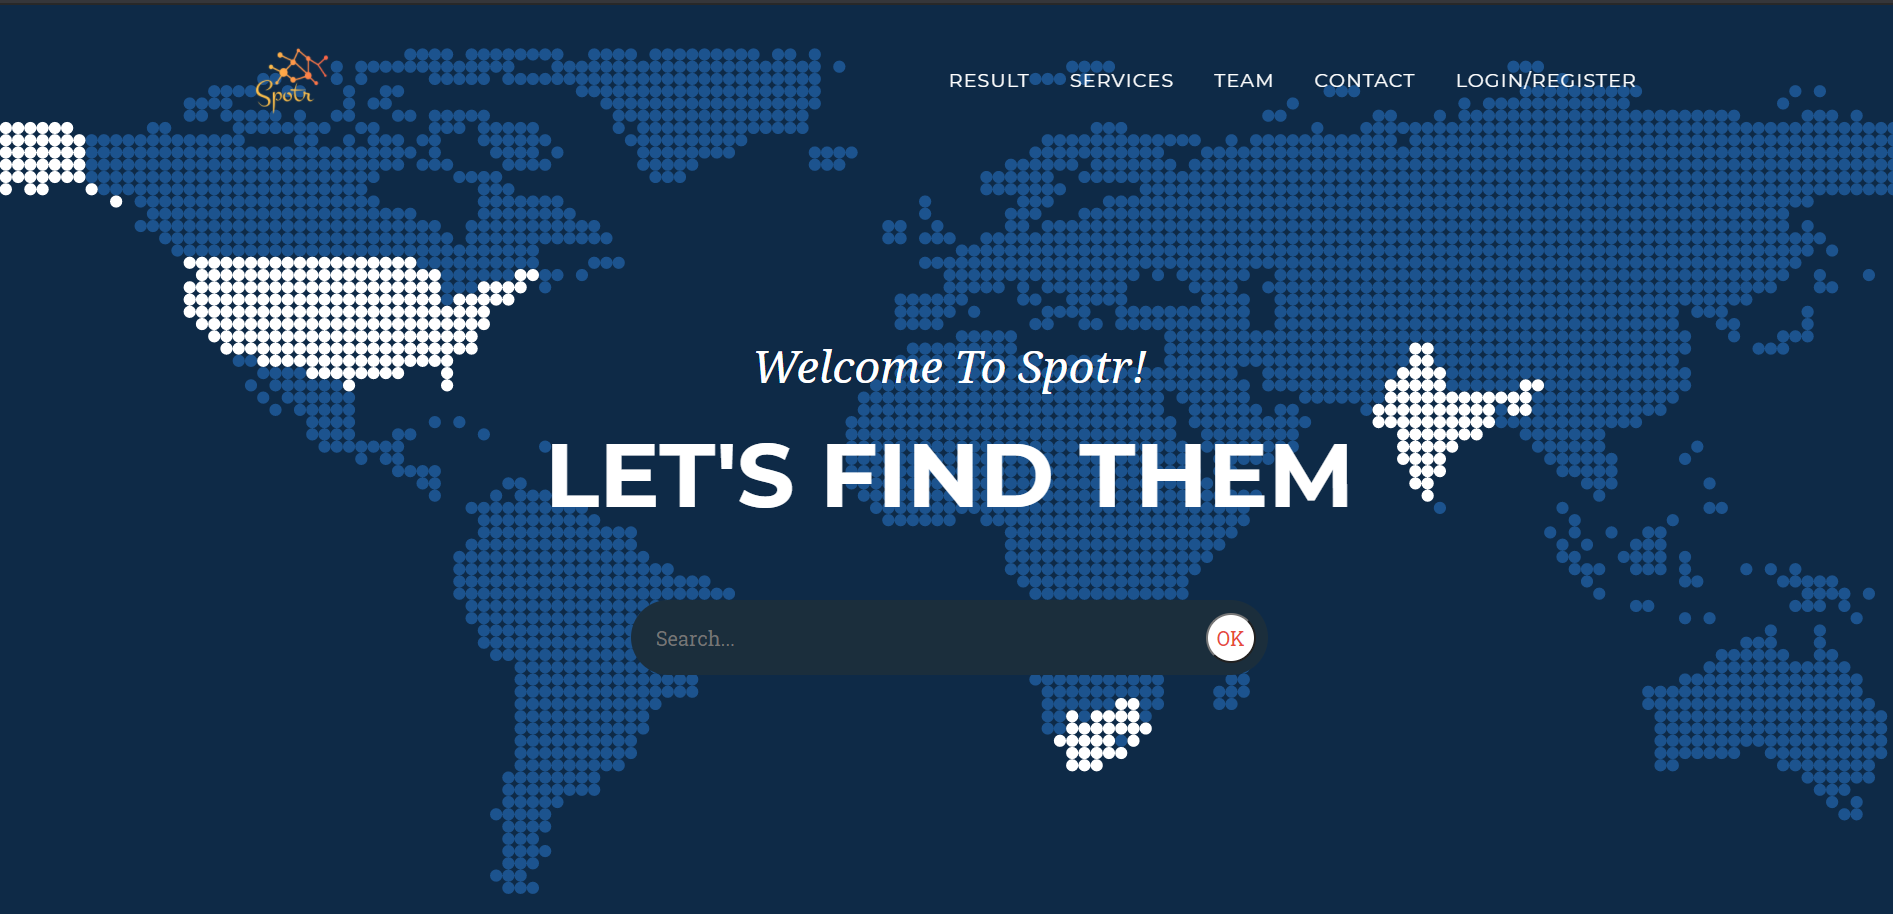 Spotr
RESULT SERVICES TEAM CONTACT LOGIN/REGISTER
Welcome To Spotr!
LET'S FIND THEM
Search... OK